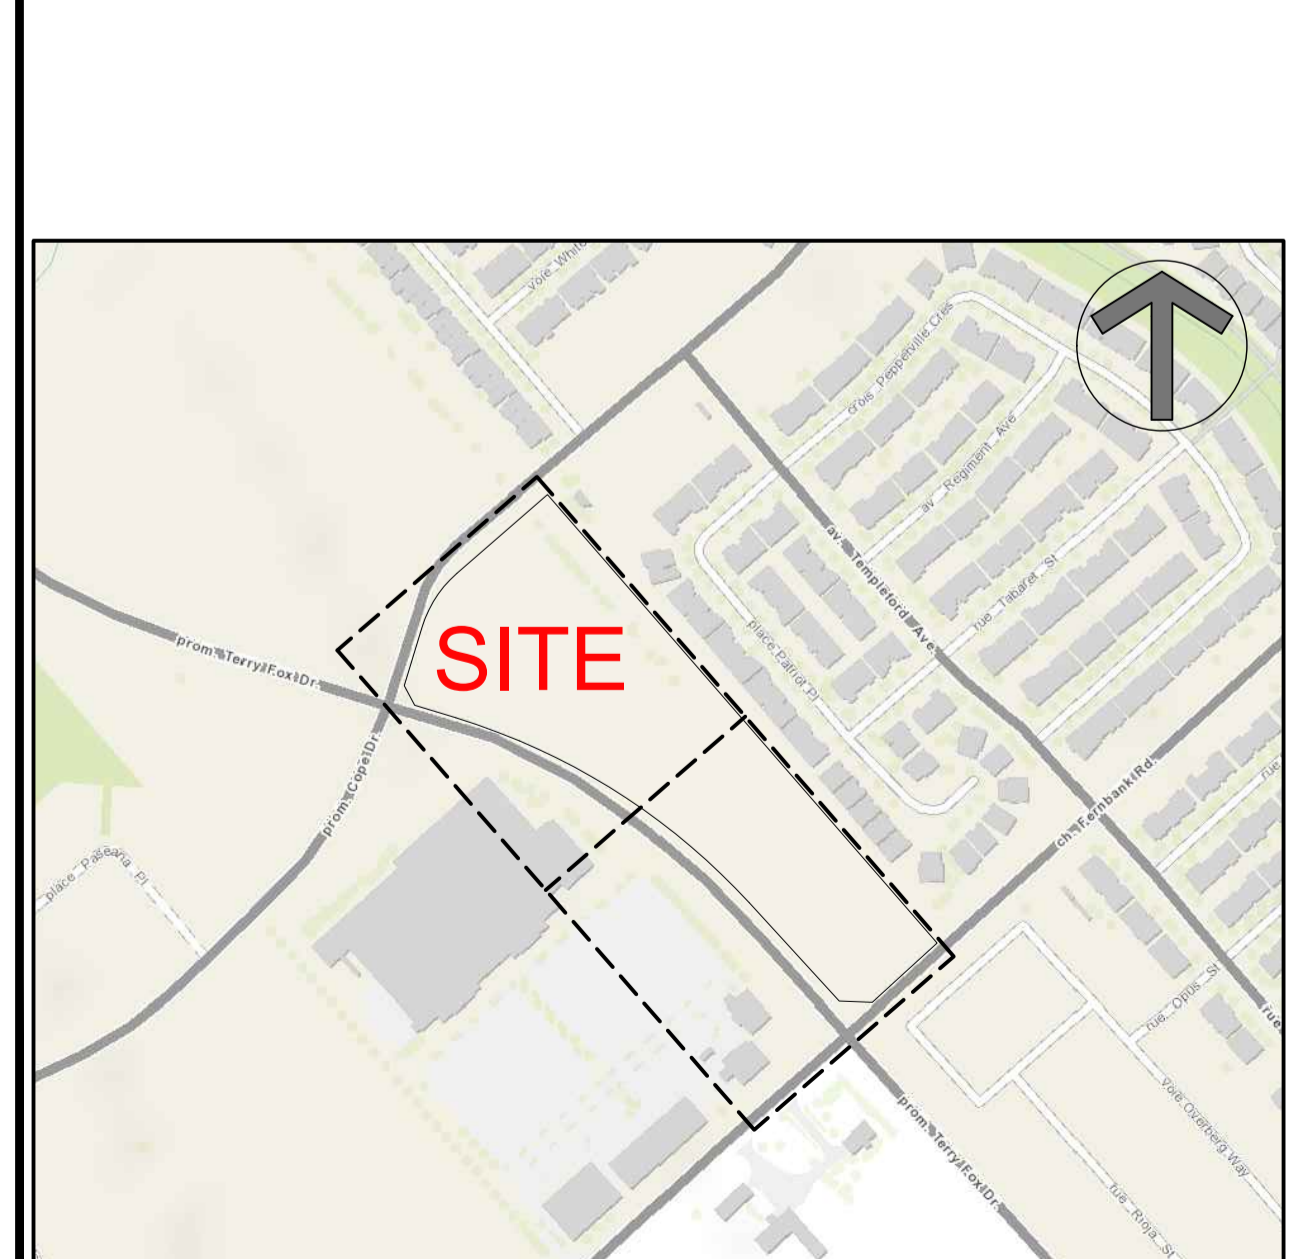 voie White
crois Pepperville Cres
av Regiment Ave
av. Templeford Ave
rue Tabaret St
prom. Terry Fox Dr.
SITE
place Patriot Pl
prom. Cope Dr.
ch. Fernbank Rd.
rue
place Paseana Pl
rue Opus St
rue
voie Overberg Way
prom. Terry Fox Dr.
rue Rioja St